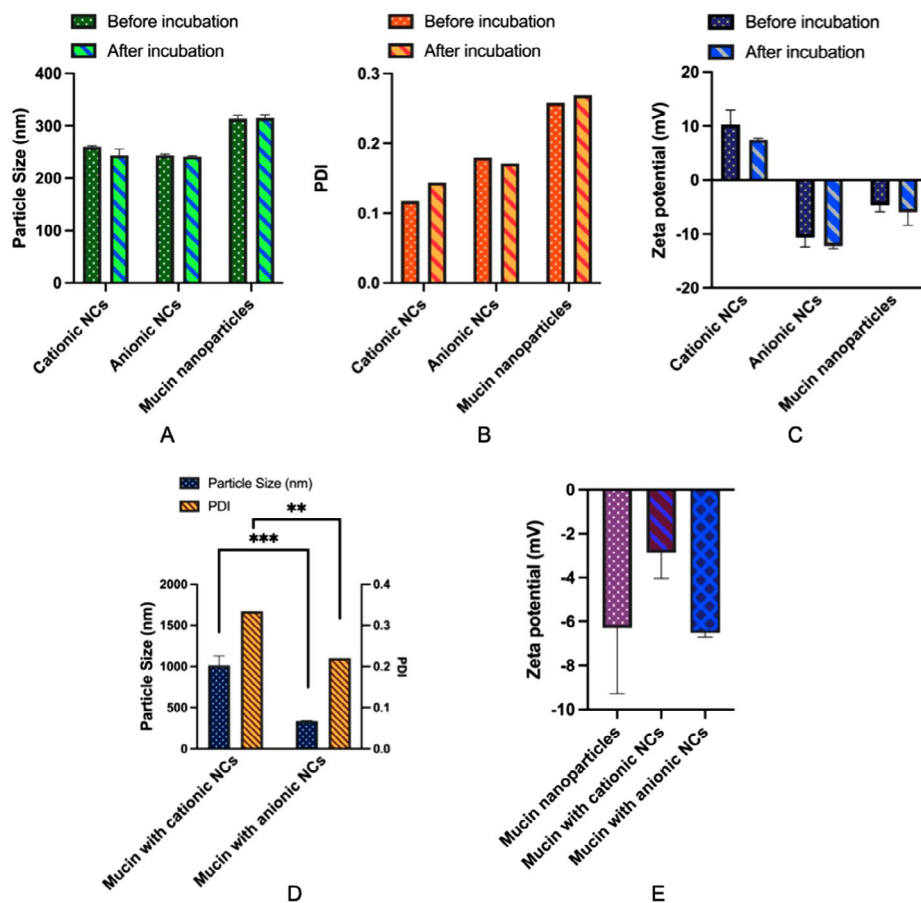 Before incubation
After incubation
Particle Size (nm)
400
300
200
100
0
Cationic NCs
Anionic NCs
Mucin nanoparticles
A
Before incubation
After incubation
PDI
0.3
0.2
0.1
0.0
Cationic NCs
Anionic NCs
Mucin nanoparticles
B
Before incubation
After incubation
Zeta potential (mV)
20
10
0
-10
-20
Cationic NCs
Anionic NCs
Mucin nanoparticles
C
Particle Size (nm)
PDI
**
***
Particle Size (nm)
2000
1500
1000
500
0
0.4
0.3
0.2
0.1
0.0
PDI
Mucin with cationic NCs
Mucin with anionic NCs
D
Zeta potential (mV)
0
-2
-4
-6
-8
-10
Mucin nanoparticles
Mucin with cationic NCs
Mucin with anionic NCs
E